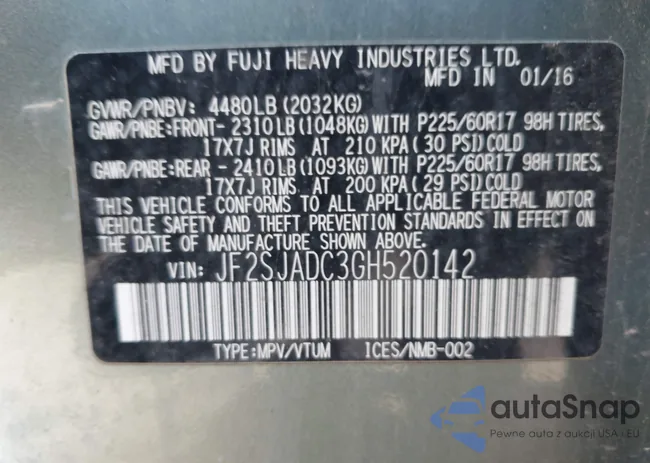 MFD BY FUJI HEAVY INDUSTRIES LTD.
MFD IN 01/16
GVWR/PNBV: 4480LB (2032KG)
GAWR/PNBE:FRONT- 2310LB (1048KG) WITH P225/60R17 98H TIRES,
17X7J RIMS AT 210 KPA (30 PSI) COLD
GAWR/PNBE:REAR - 2410LB (1093KG) WITH P225/60R17 98H TIRES,
17X7J RIMS AT 200 KPA (29 PSI) COLD
THIS VEHICLE CONFORMS TO ALL APPLICABLE FEDERAL MOTOR
VEHICLE SAFETY AND THEFT PREVENTION STANDARDS IN EFFECT ON
THE DATE OF MANUFACTURE SHOWN ABOVE.
VIN: JF2SJADC3GH520142
TYPE:MPV/VTUM ICES/NMB-002
autaSnap
Pewne auta z aukcji USA i EU